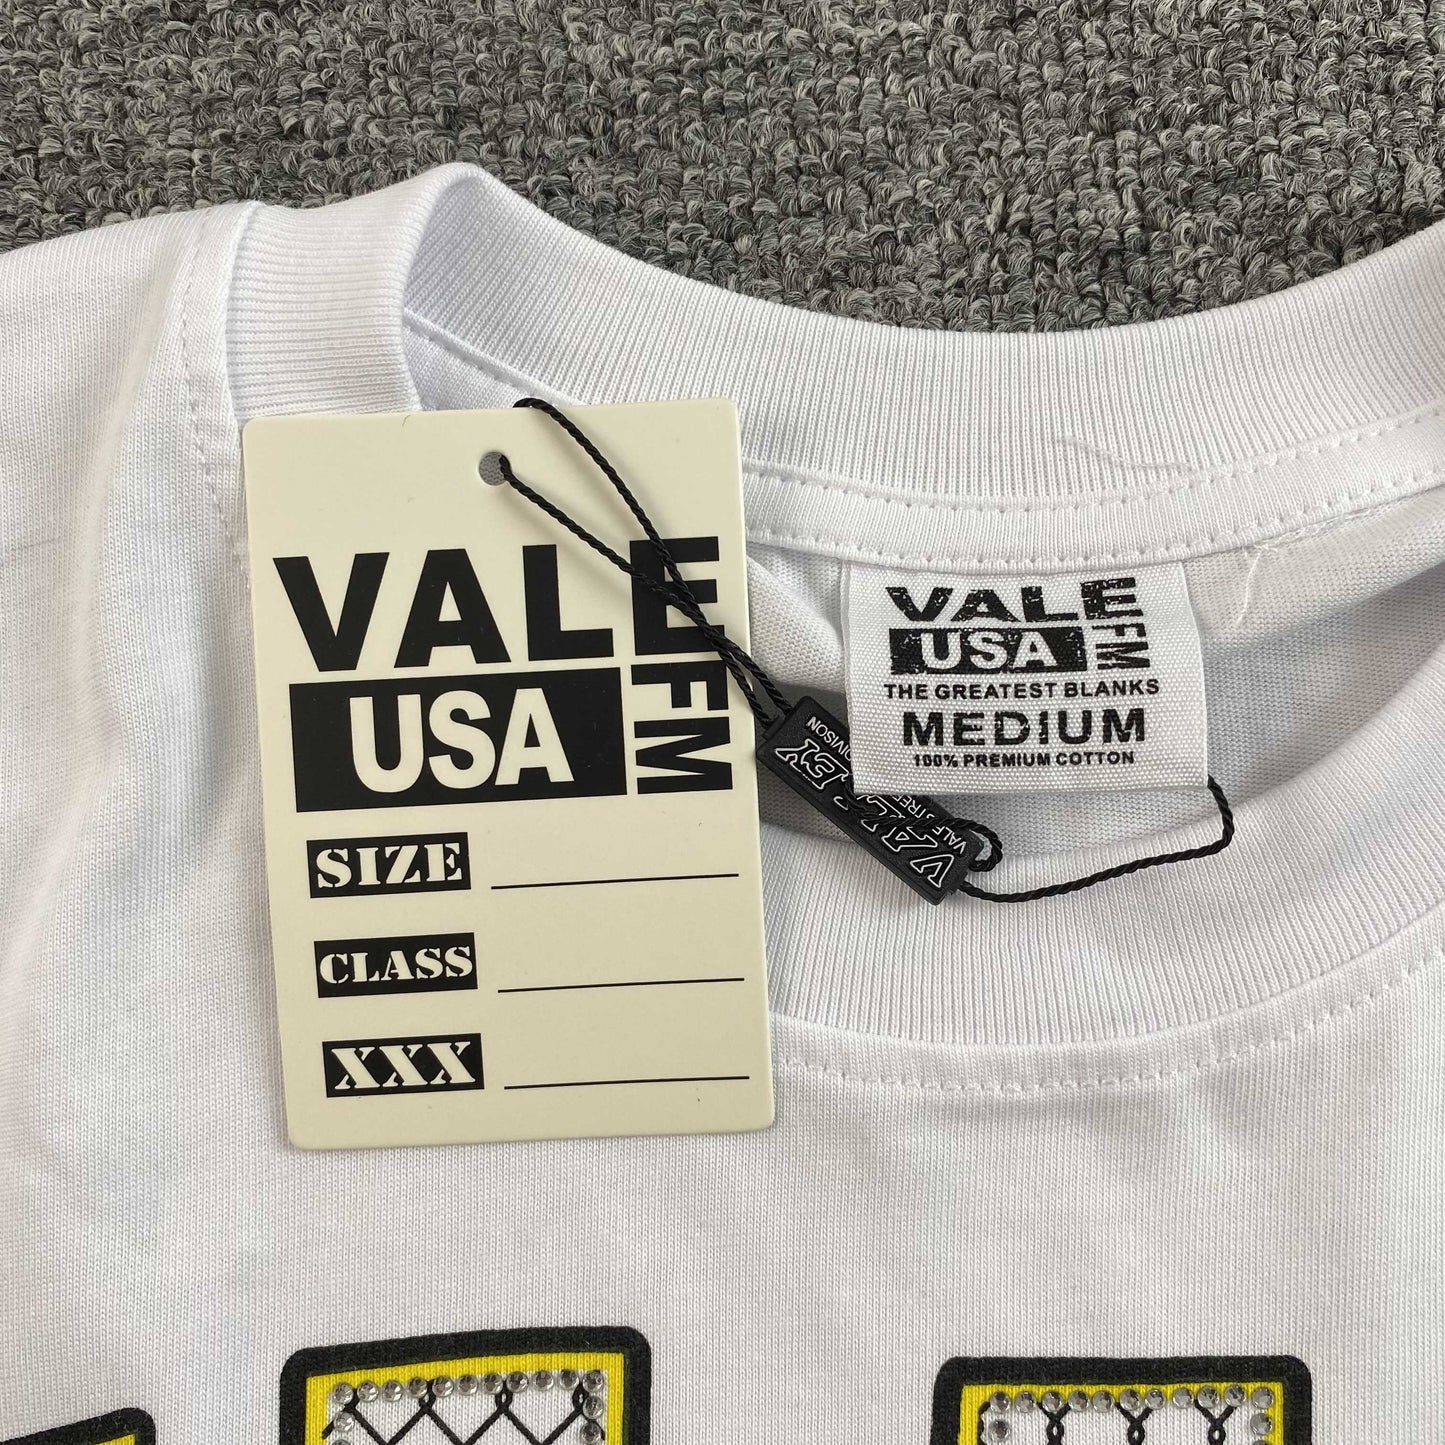 VALE
FM
USA
SIZE
CLASS
XXX
VALE
FM
USA
THE GREATEST BLANKS
MEDIUM
100% PREMIUM COTTON